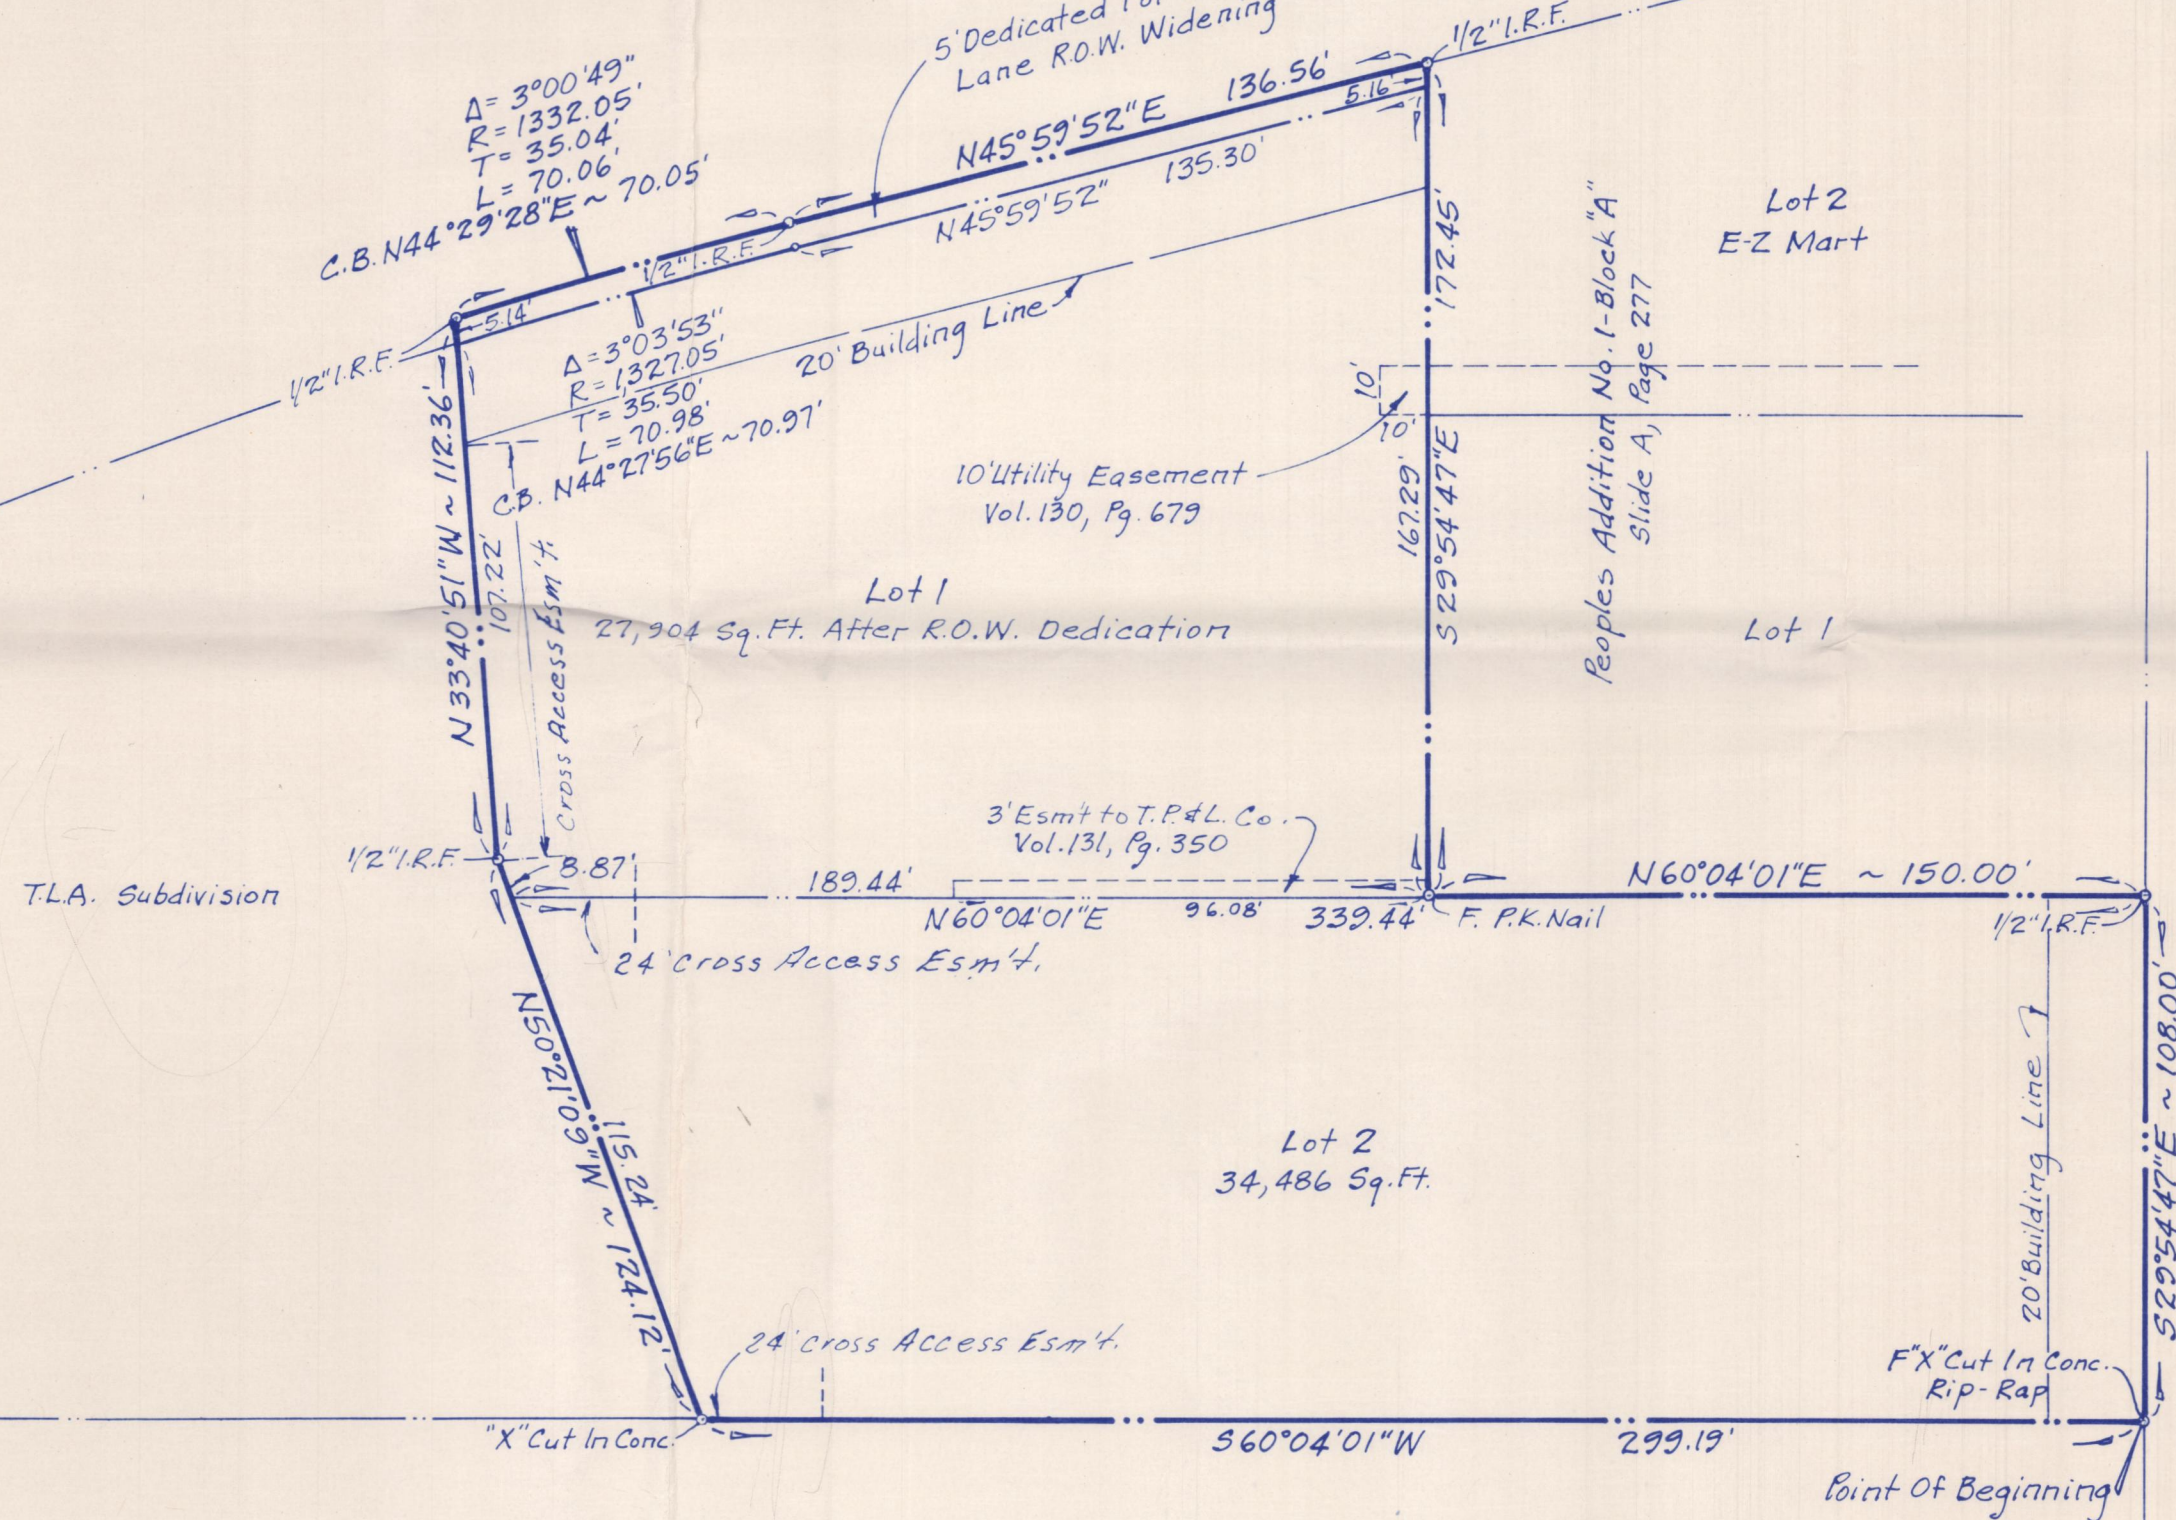 5' Dedicated
Lane R.O.W. Widening
1/2" I.R.F.
Δ= 3°00'49"
R= 1332.05'
T= 35.04'
L= 70.06'
C.B. N44°29'28"E ~ 70.05'
136.56'
N45°59'52"E
5.16'
135.30'
N45°59'52"
1/2" I.R.F.
5.14'
1/2" I.R.F.
Δ=3°03'53"
R=1327.05'
T= 35.50'
L= 70.98'
C.B. N44°27'56"E ~ 70.97'
20' Building Line
172.45'
167.29'
S29°54'47"E
Peoples Addition No. 1-Block "A"
Slide A, Page 277
Lot 2
E-Z Mart
10'
10'
10' Utility Easement
Vol. 130, Pg. 679
N33°40'51"W ~ 112.36'
107.22'
Cross Access Esm't.
Lot 1
27,904 Sq. Ft. After R.O.W. Dedication
Lot 1
3' Esm't to T.P.&L. Co.
Vol. 131, Pg. 350
1/2" I.R.F.
8.87'
T.L.A. Subdivision
189.44'
N60°04'01"E
96.08'
339.44'
F. P.K. Nail
N60°04'01"E ~ 150.00'
1/2" I.R.F.
24' Cross Access Esm't.
N15°02'09"W ~ 124.12'
115.24'
Lot 2
34,486 Sq. Ft.
20' Building Line
S29°54'47"E ~ 108.00'
24' Cross Access Esm't.
F "X" Cut In Conc.
Rip-Rap
"X" Cut In Conc.
S60°04'01"W
299.19'
Point Of Beginning